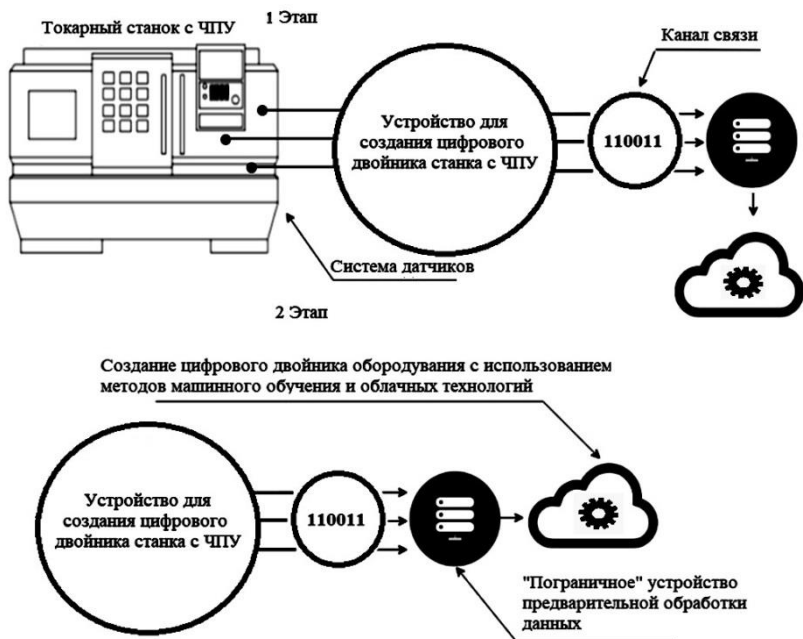 Токарный станок с ЧПУ
1 Этап
Канал связи
Устройство для
создания цифрового
двойника станка с ЧПУ
110011
Система датчиков
2 Этап
Создание цифрового двойника обородувания с использованием
методов машинного обучения и облачных технологий
Устройство для
создания цифрового
двойника станка с ЧПУ
110011
"Пограничное" устройство
предварительной обработки
данных